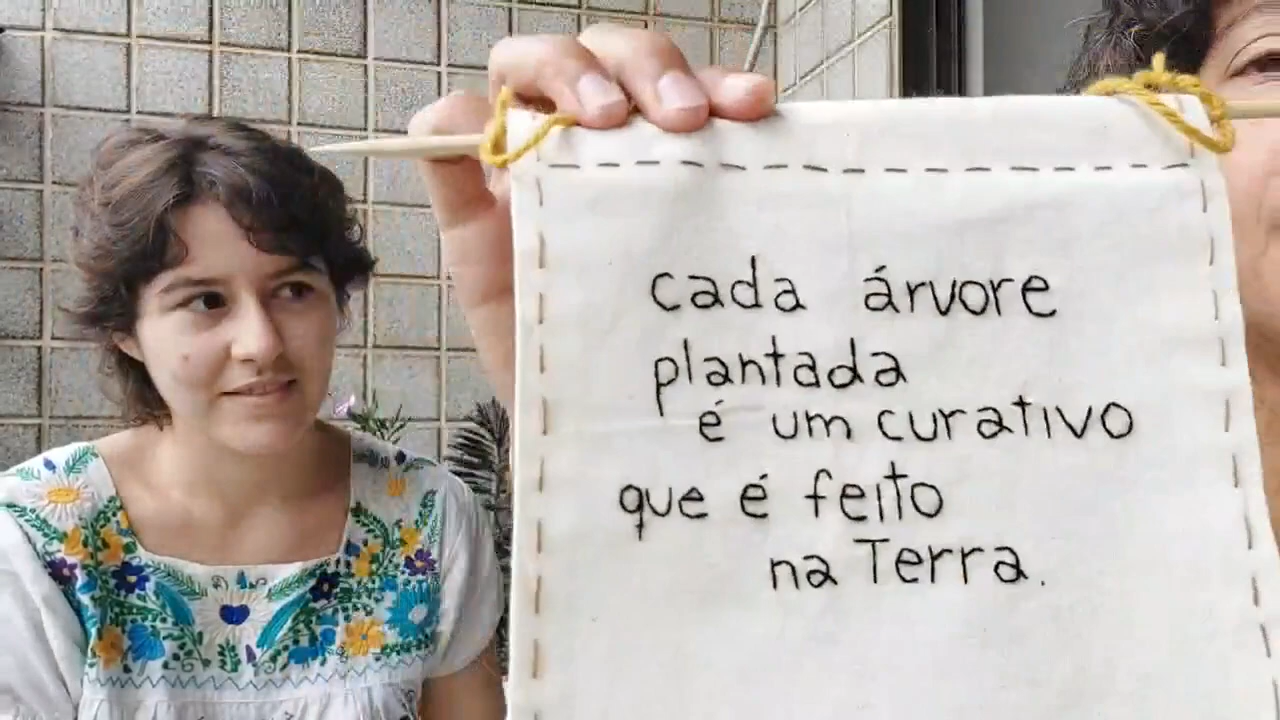 cada árvore
plantada
é um curativo
que é feito
na Terra.